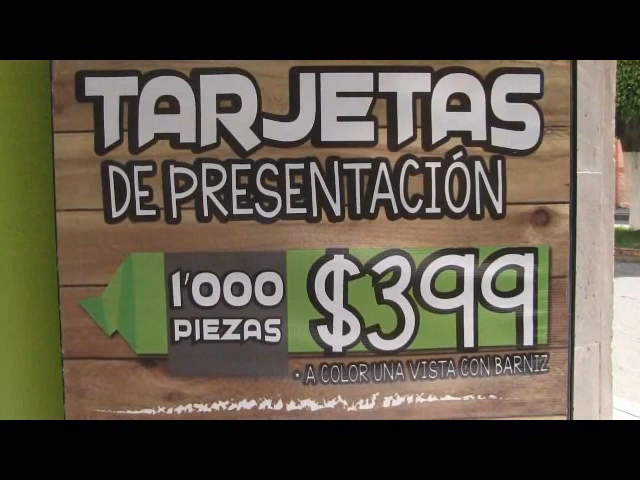 TARJETAS
DE PRESENTACIÓN
1'000
PIEZAS
$399
• A COLOR UNA VISTA CON BARNIZ